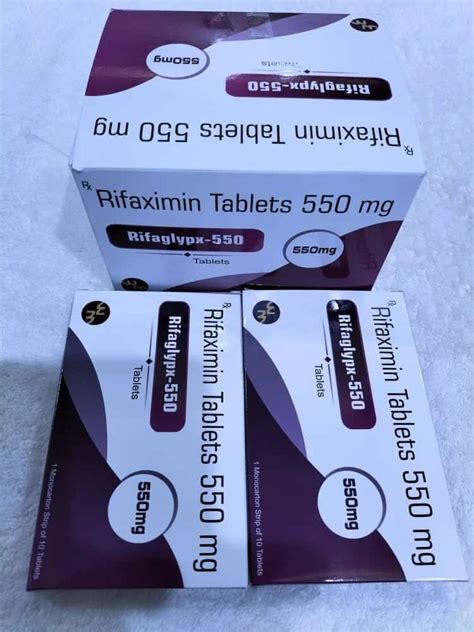 Rx Rifaximin Tablets 550 mg
Rifaglypx-550
550mg
Rx Rifaximin Tablets 550 mg
Rifaglypx-550
Tablets
550mg
Rx Rifaximin Tablets 550 mg
Rifaglypx-550
Tablets
550mg
1 Monocarton Strip of 10 Tablets
Rx Rifaximin Tablets 550 mg
Rifaglypx-550
Tablets
550mg
1 Monocarton Strip of 10 Tablets